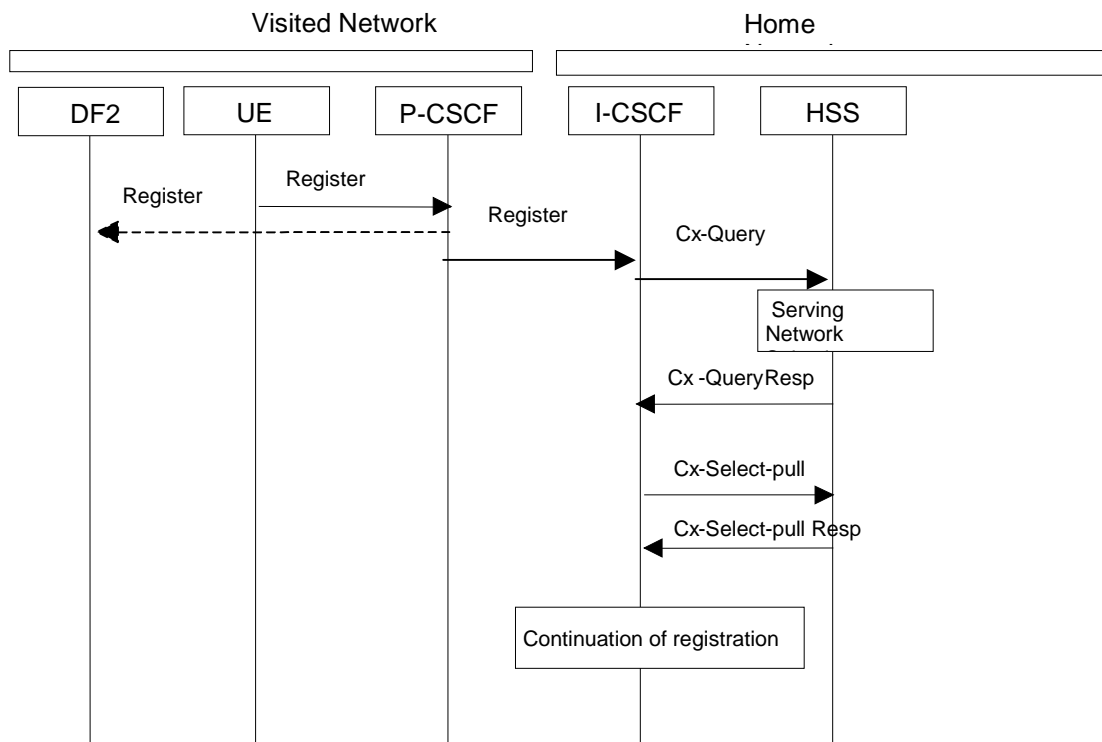 Visited Network
Home
DF2
UE
P-CSCF
I-CSCF
HSS
Register
Register
Register
Cx-Query
Serving
Network
Cx -QueryResp
Cx-Select-pull
Cx-Select-pull Resp
Continuation of registration